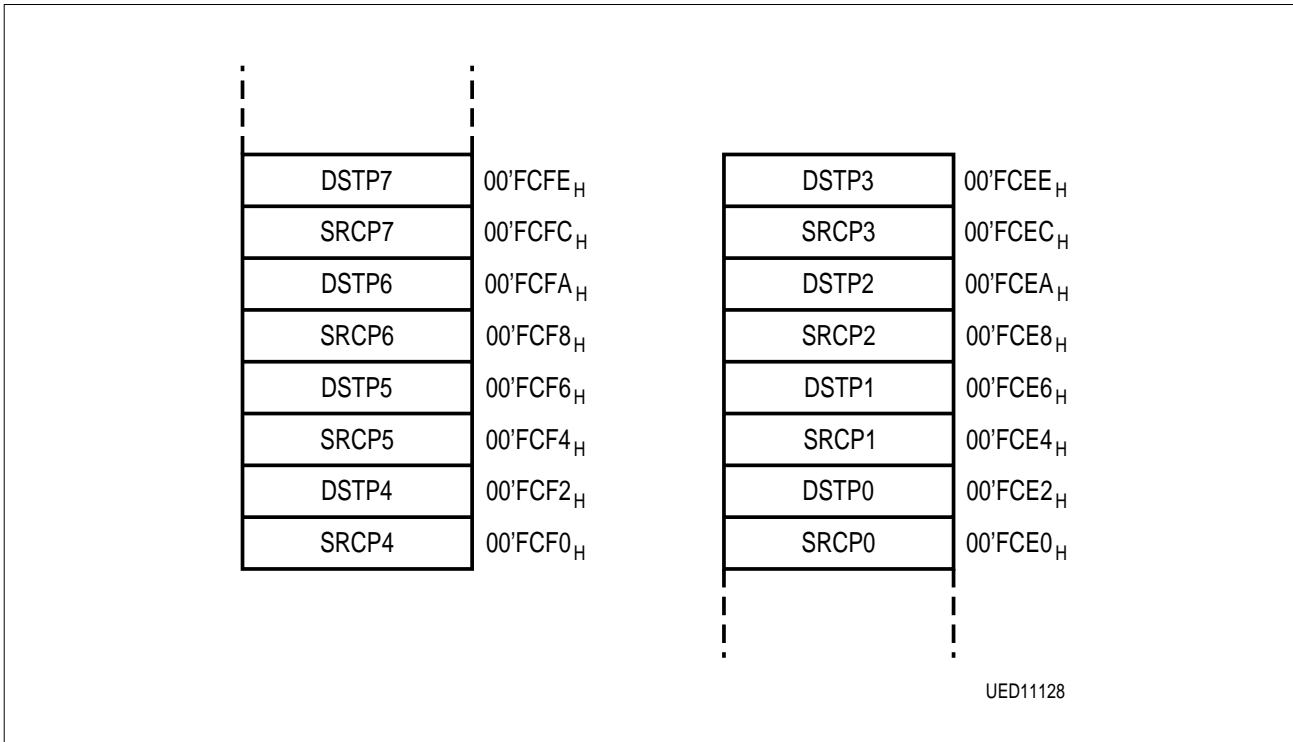 DSTP7 00'FCFE H
SRCP7 00'FCFC H
DSTP6 00'FCFA H
SRCP6 00'FCF8 H
DSTP5 00'FCF6 H
SRCP5 00'FCF4 H
DSTP4 00'FCF2 H
SRCP4 00'FCF0 H
DSTP3 00'FCEE H
SRCP3 00'FCEC H
DSTP2 00'FCEA H
SRCP2 00'FCE8 H
DSTP1 00'FCE6 H
SRCP1 00'FCE4 H
DSTP0 00'FCE2 H
SRCP0 00'FCE0 H
UED11128